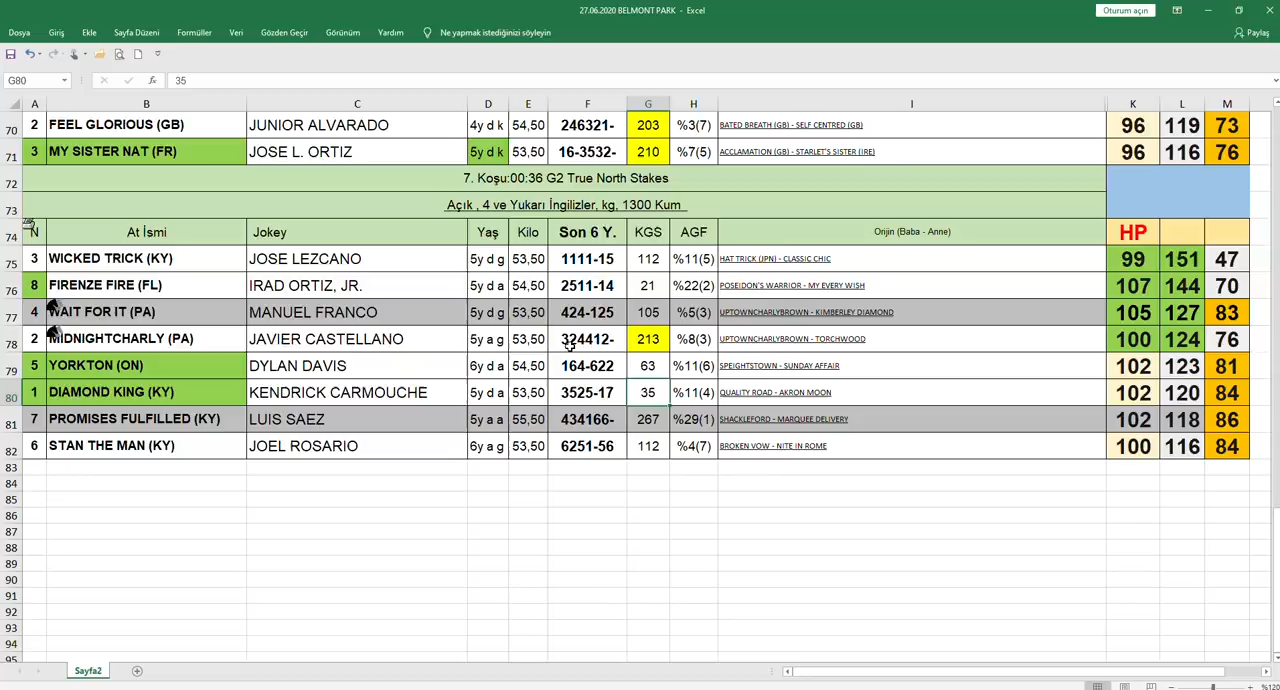 27.06.2020 BELMONT PARK - Excel
Oturum açın
Dosya Giriş Ekle Sayfa Düzeni Formüller Veri Gözden Geçir Görünüm Yardım Ne yapmak istediğinizi söyleyin Paylaş
G80 fx 35
A B C D E F G H I K L M
70 2 FEEL GLORIOUS (GB) JUNIOR ALVARADO 4y d k 54,50 246321- 203 %3(7) BATED BREATH (GB) - SELF CENTRED (GB) 96 119 73
71 3 MY SISTER NAT (FR) JOSE L. ORTIZ 5y d k 53,50 16-3532- 210 %7(5) ACCLAMATION (GB) - STARLET'S SISTER (IRE) 96 116 76
72 7. Koşu:00:36 G2 True North Stakes
73 Açık , 4 ve Yukarı İngilizler, kg, 1300 Kum
74 N At İsmi Jokey Yaş Kilo Son 6 Y. KGS AGF Orijin (Baba - Anne) HP
75 3 WICKED TRICK (KY) JOSE LEZCANO 5y d g 53,50 1111-15 112 %11(5) HAT TRICK (JPN) - CLASSIC CHIC 99 151 47
76 8 FIRENZE FIRE (FL) IRAD ORTIZ, JR. 5y d a 54,50 2511-14 21 %22(2) POSEIDON'S WARRIOR - MY EVERY WISH 107 144 70
77 4 WAIT FOR IT (PA) MANUEL FRANCO 5y d g 53,50 424-125 105 %5(3) UPTOWNCHARLYBROWN - KIMBERLEY DIAMOND 105 127 83
78 2 MIDNIGHTCHARLY (PA) JAVIER CASTELLANO 5y a g 53,50 324412- 213 %8(3) UPTOWNCHARLYBROWN - TORCHWOOD 100 124 76
79 5 YORKTON (ON) DYLAN DAVIS 6y d a 54,50 164-622 63 %11(6) SPEIGHTSTOWN - SUNDAY AFFAIR 102 123 81
80 1 DIAMOND KING (KY) KENDRICK CARMOUCHE 5y d a 53,50 3525-17 35 %11(4) QUALITY ROAD - AKRON MOON 102 120 84
81 7 PROMISES FULFILLED (KY) LUIS SAEZ 5y a a 55,50 434166- 267 %29(1) SHACKLEFORD - MARQUEE DELIVERY 102 118 86
82 6 STAN THE MAN (KY) JOEL ROSARIO 6y a g 53,50 6251-56 112 %4(7) BROKEN VOW - NITE IN ROME 100 116 84
83
84
85
86
87
88
89
90
91
92
93
94
95
Sayfa2
%120